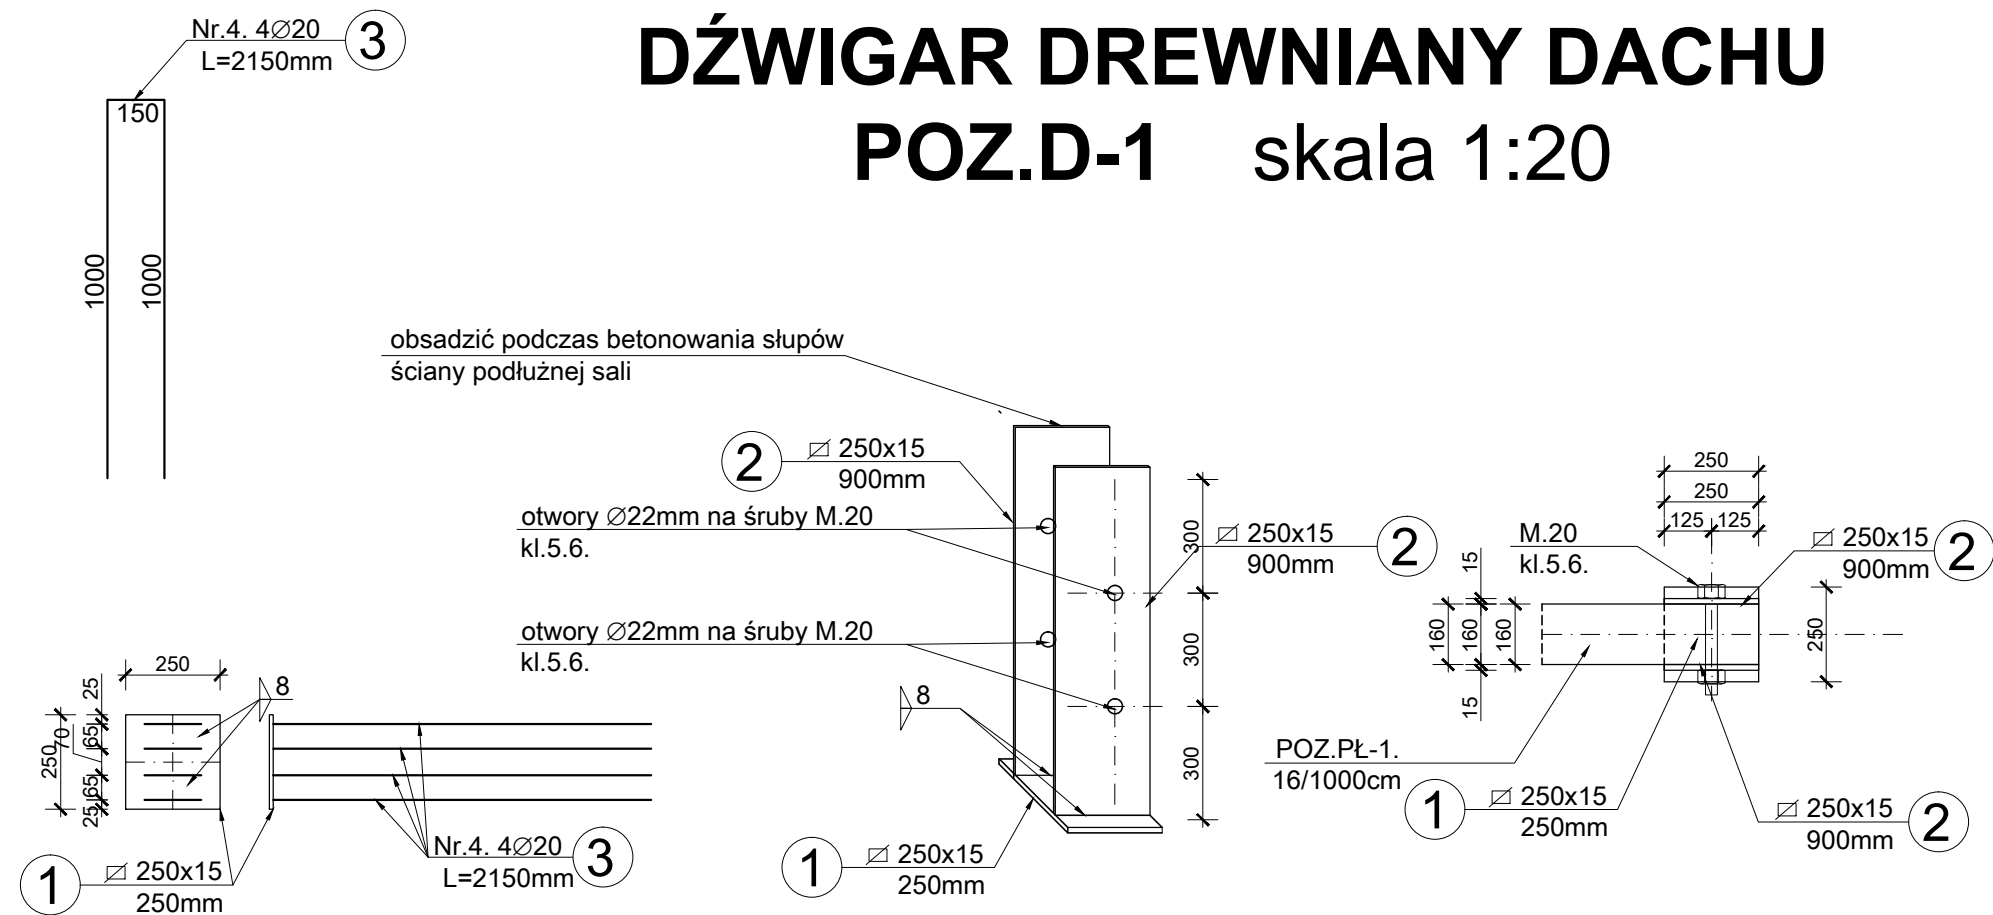 DŹWIGAR DREWNIANY DACHU
POZ.D-1 skala 1:20
Nr.4. 4∅20
L=2150mm
3
150
1000
1000
obsadzić podczas betonowania słupów
ściany podłużnej sali
2
250x15
900mm
otwory ∅22mm na śruby M.20
kl.5.6.
otwory ∅22mm na śruby M.20
kl.5.6.
8
300
300
300
250x15
900mm
2
1
250x15
250mm
250
8
25
65
70
65
25
250
Nr.4. 4∅20
L=2150mm
3
1
250x15
250mm
250
250
125
125
M.20
kl.5.6.
250x15
900mm
2
15
160
160
160
15
250
POZ.PŁ-1.
16/1000cm
1
250x15
250mm
250x15
900mm
2